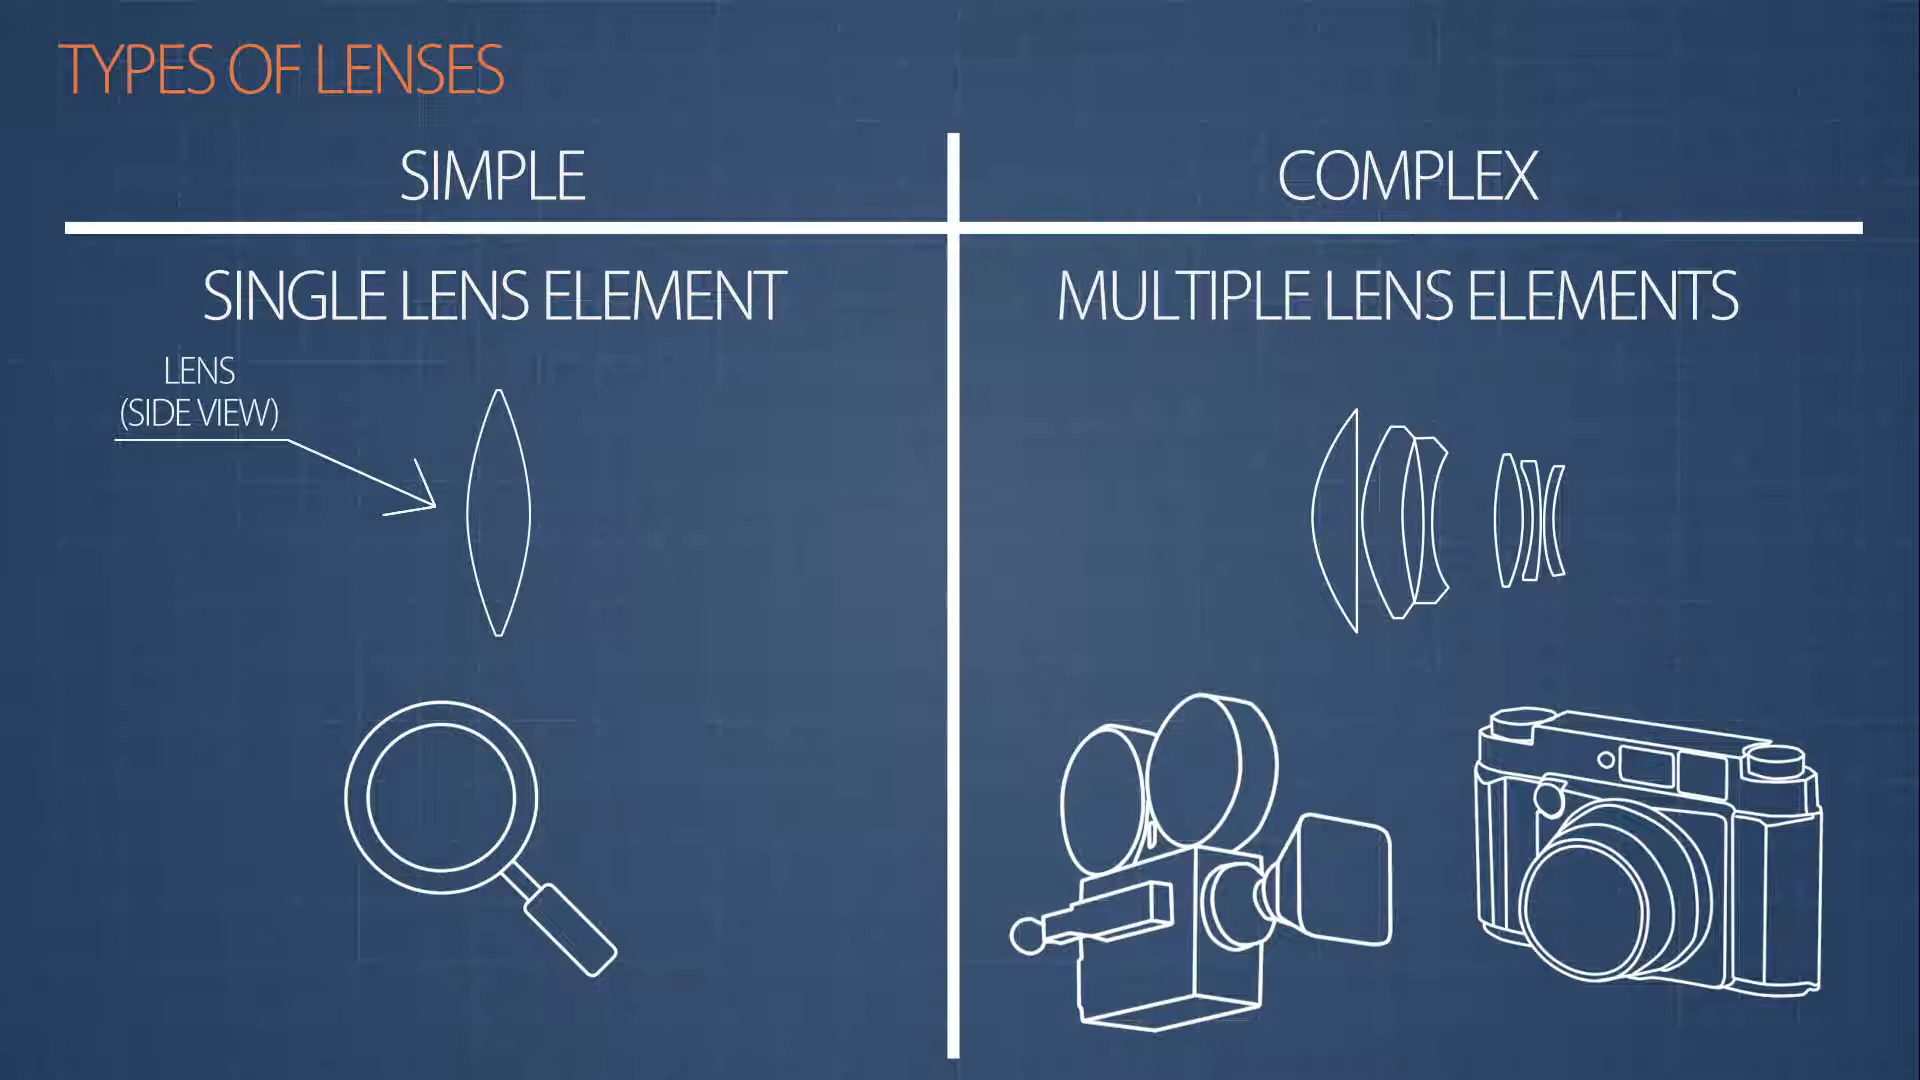 TYPES OF LENSES
SIMPLE
COMPLEX
SINGLE LENS ELEMENT
MULTIPLE LENS ELEMENTS
LENS
(SIDE VIEW)